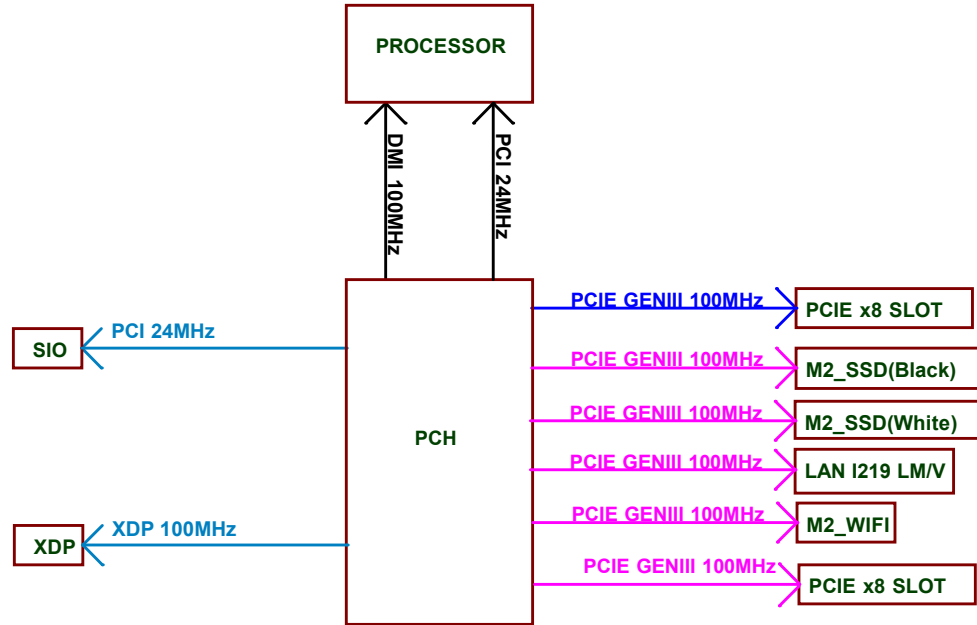 PROCESSOR
DMI 100MHz
PCI 24MHz
PCIE GENIII 100MHz
PCIE x8 SLOT
PCI 24MHz
SIO
PCIE GENIII 100MHz
M2_SSD(Black)
PCIE GENIII 100MHz
M2_SSD(White)
PCH
PCIE GENIII 100MHz
LAN I219 LM/V
PCIE GENIII 100MHz
M2_WIFI
XDP 100MHz
XDP
PCIE GENIII 100MHz
PCIE x8 SLOT